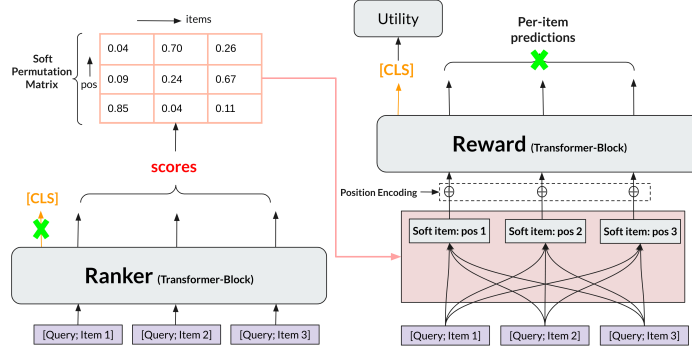 items
Soft
Permutation
Matrix
pos
0.04 0.70 0.26
0.09 0.24 0.67
0.85 0.04 0.11
scores
[CLS]
Ranker (Transformer-Block)
[Query; Item 1] [Query; Item 2] [Query; Item 3]
Utility
Per-item
predictions
[CLS]
Reward (Transformer-Block)
Position Encoding
Soft item: pos 1 Soft item: pos 2 Soft item: pos 3
[Query; Item 1] [Query; Item 2] [Query; Item 3]